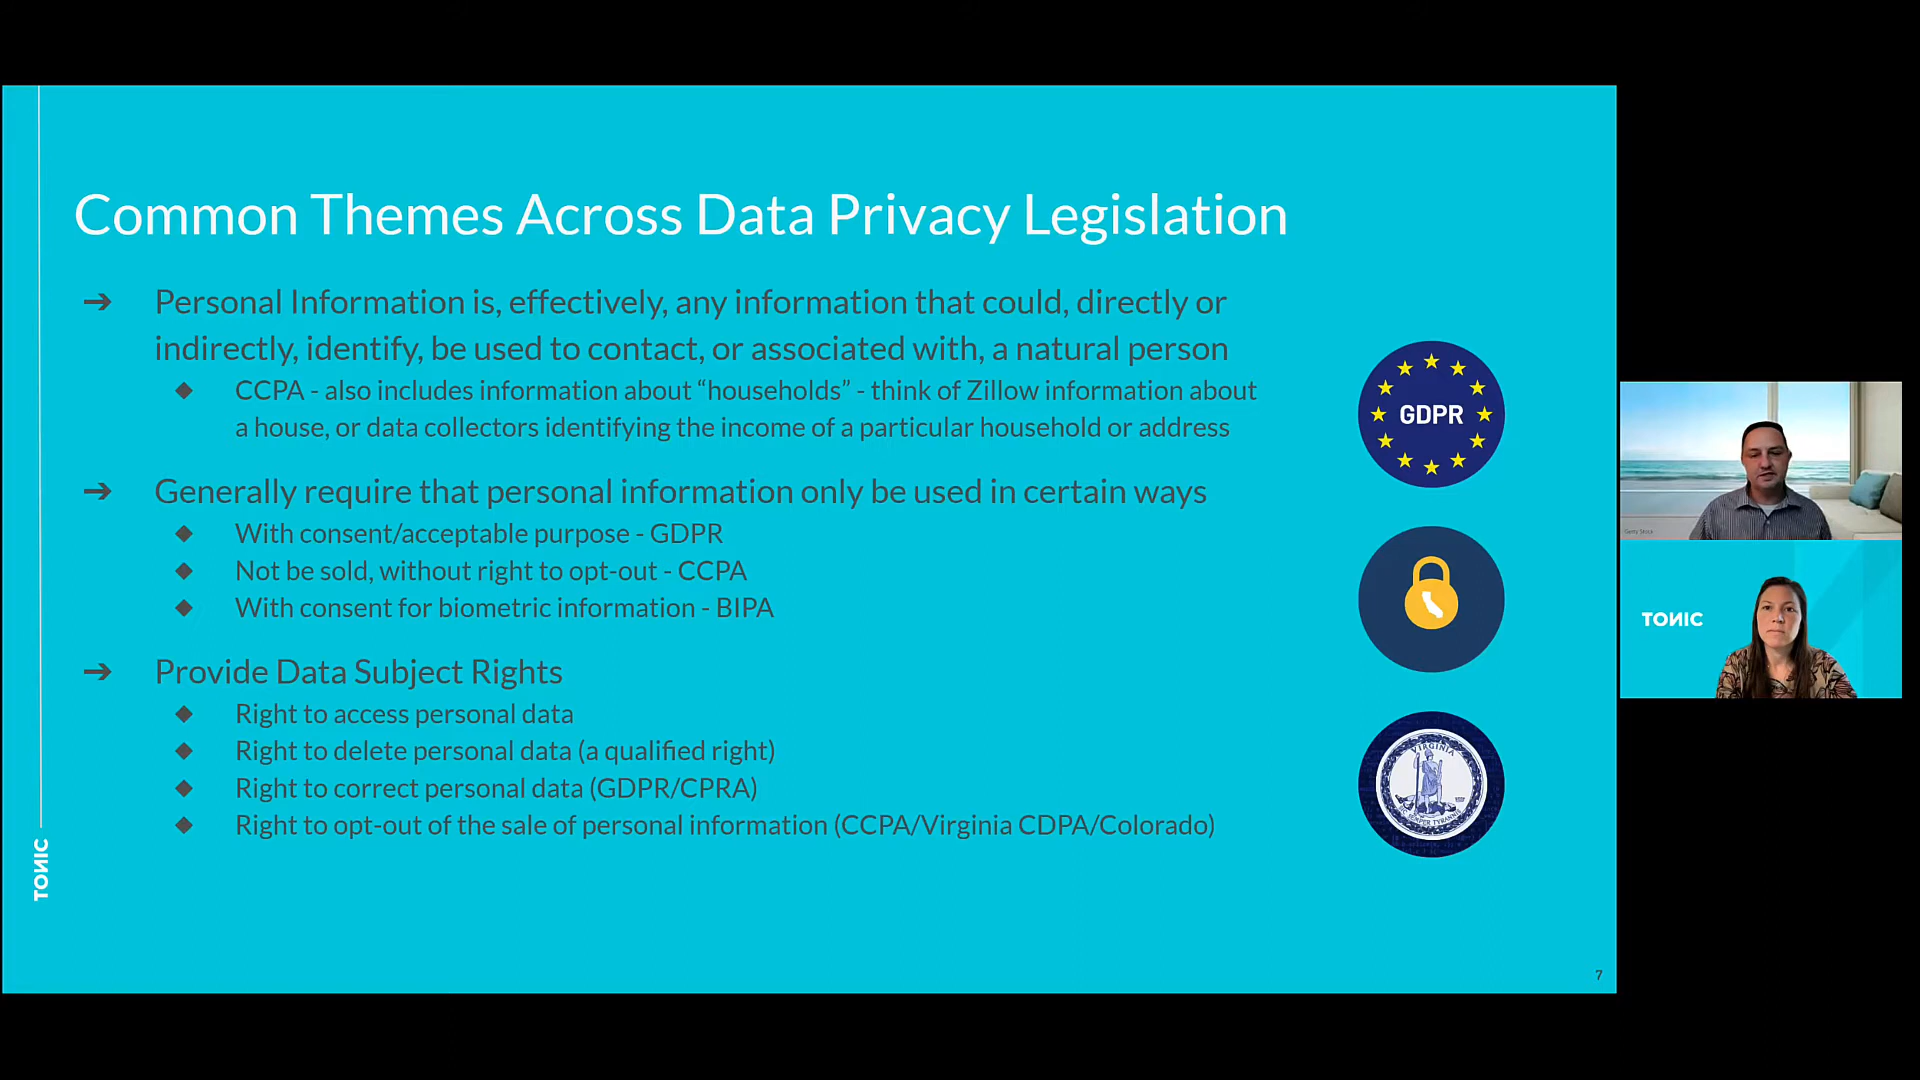 Common Themes Across Data Privacy Legislation
➔ Personal Information is, effectively, any information that could, directly or
indirectly, identify, be used to contact, or associated with, a natural person
◆ CCPA - also includes information about “households” - think of Zillow information about
a house, or data collectors identifying the income of a particular household or address
➔ Generally require that personal information only be used in certain ways
◆ With consent/acceptable purpose - GDPR
◆ Not be sold, without right to opt-out - CCPA
◆ With consent for biometric information - BIPA
➔ Provide Data Subject Rights
◆ Right to access personal data
◆ Right to delete personal data (a qualified right)
◆ Right to correct personal data (GDPR/CPRA)
◆ Right to opt-out of the sale of personal information (CCPA/Virginia CDPA/Colorado)
GDPR
VIRGINIA
TONIC
7
Getty Stock
TONIC